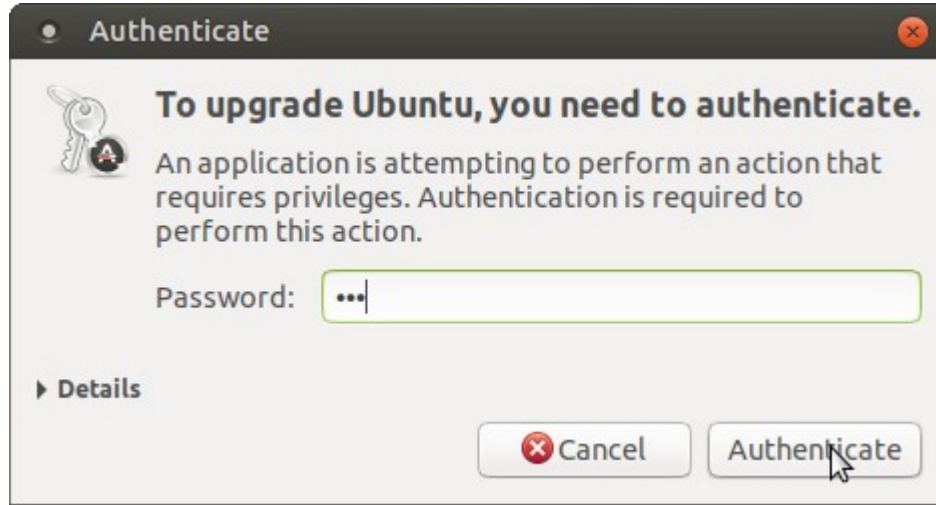 Authenticate
To upgrade Ubuntu, you need to authenticate.
An application is attempting to perform an action that
requires privileges. Authentication is required to
perform this action.
Password: •••
Details
Cancel Authenticate